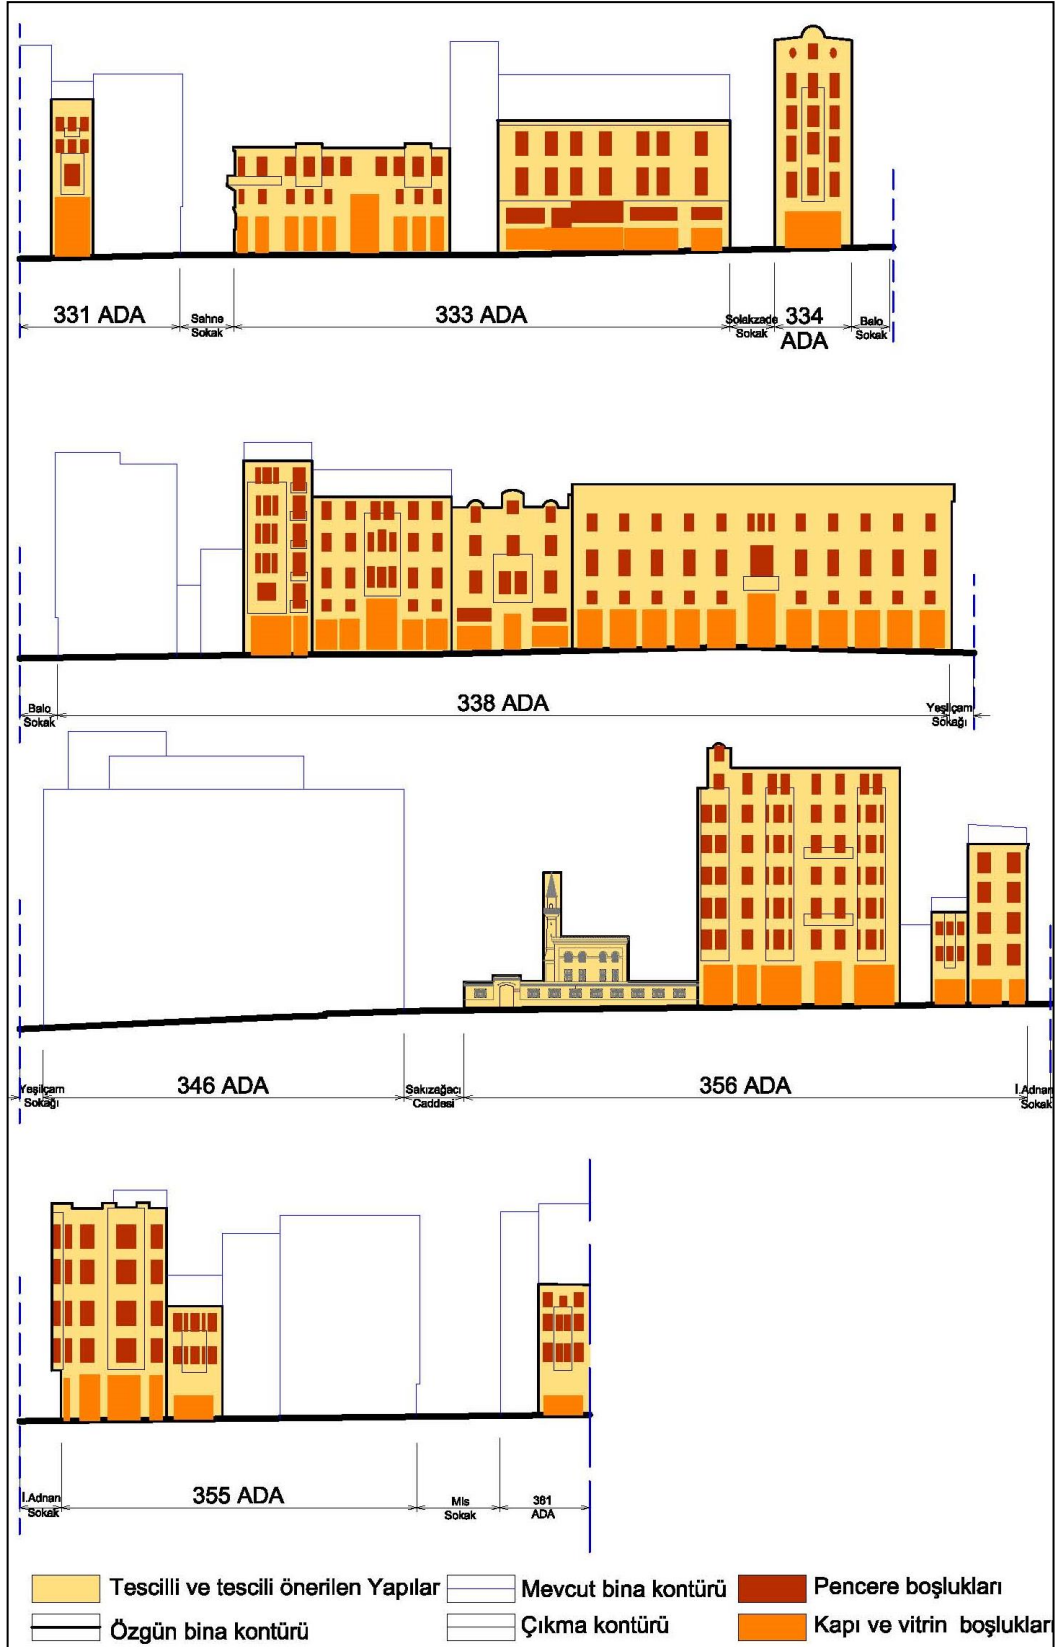 331 ADA
Sahne
Sokak
333 ADA
Solakzade
Sokak
334
ADA
Balo
Sokak
Balo
Sokak
338 ADA
Yeşilçam
Sokağı
Yeşilçam
Sokağı
346 ADA
Sakızağacı
Caddesi
356 ADA
İ.Adnan
Sokak
İ.Adnan
Sokak
355 ADA
Mis
Sokak
361
ADA
Tescilli ve tescili önerilen Yapılar
Mevcut bina kontürü
Pencere boşlukları
Özgün bina kontürü
Çıkma kontürü
Kapı ve vitrin boşlukları